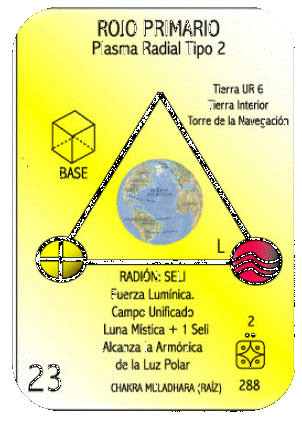 ROJO PRIMARIO
Plasma Radial Tipo 2
Tierra UR 6
Tierra Interior
Torre de la Navegación
BASE
L
RADIÓN: SELI
Fuerza Lumínica.
Campo Unificado
Luna Mística + 1 Seli
Alcanza la Armónica
de la Luz Polar
2
23
CHAKRA MULADHARA (RAÍZ)
288